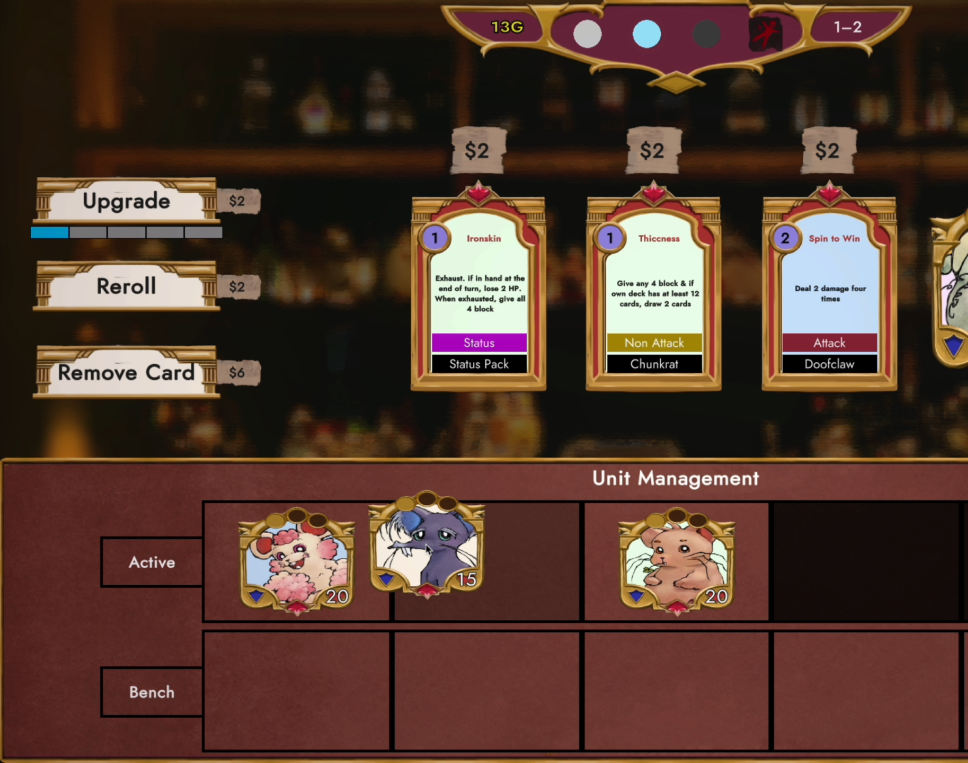 13G
1–2
$2
$2
$2
Upgrade
$2
Reroll
$2
Remove Card
$6
1
Ironskin
Exhaust. if in hand at the
end of turn, lose 2 HP.
When exhausted, give all
4 block
Status
Status Pack
1
Thiccness
Give any 4 block & if
own deck has at least 12
cards, draw 2 cards
Non Attack
Chunkrat
2
Spin to Win
Deal 2 damage four
times
Attack
Doofclaw
Unit Management
Active
20
15
20
Bench